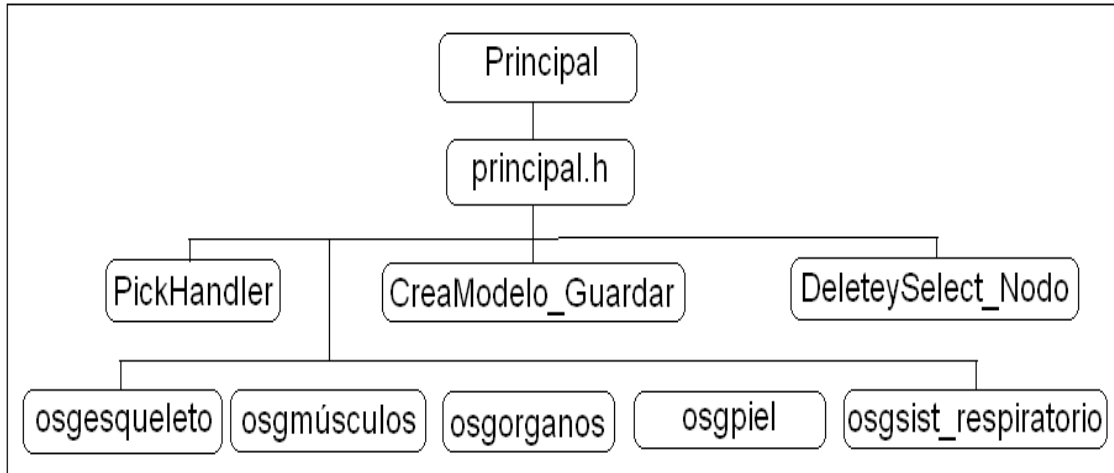 Principal
principal.h
PickHandler
CreaModelo_Guardar
DeleteySelect_Nodo
osgesqueleto
osgmúsculos
osgorganos
osgpiel
osgsist_respiratorio